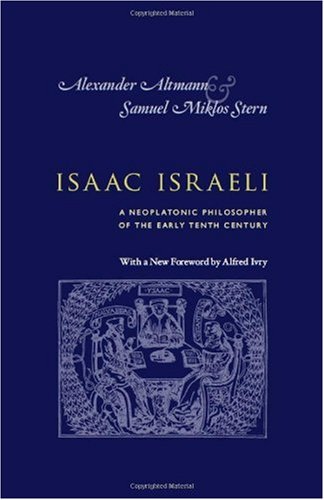 Alexander Altmann &
Samuel Miklos Stern
ISAAC ISRAELI
A NEOPLATONIC PHILOSOPHER
OF THE EARLY TENTH CENTURY
With a New Foreword by Alfred Ivry
ISAAC